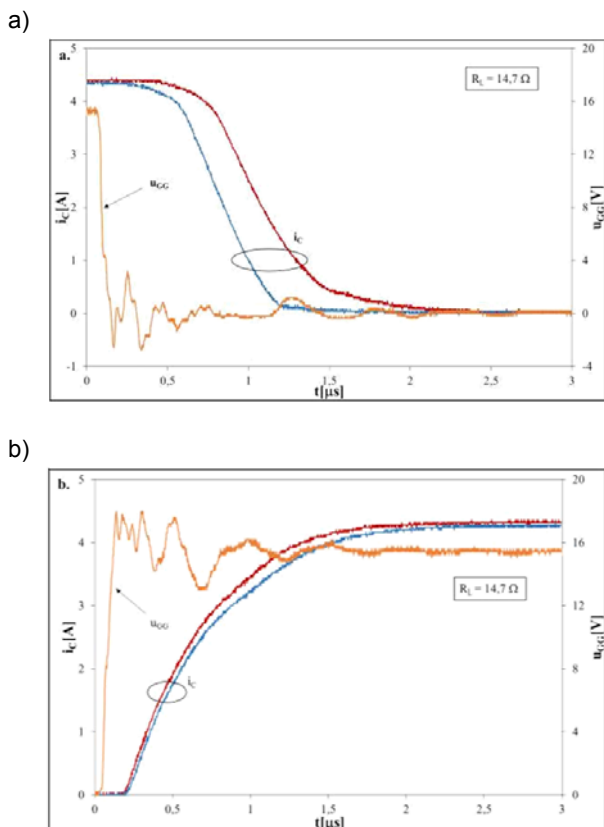 a)
a.
5
20
R_L = 14,7 Ω
4
16
3
12
u_GG
i_C[A]
2
8
u_GG[V]
i_C
1
4
0
0
-1
-4
0
0,5
1
1,5
2
2,5
3
t[μs]
b)
b.
5
20
4
16
3
12
R_L = 14,7 Ω
i_C[A]
u_GG
u_GG[V]
2
8
i_C
1
4
0
0
0
0,5
1
1,5
2
2,5
3
t[μs]